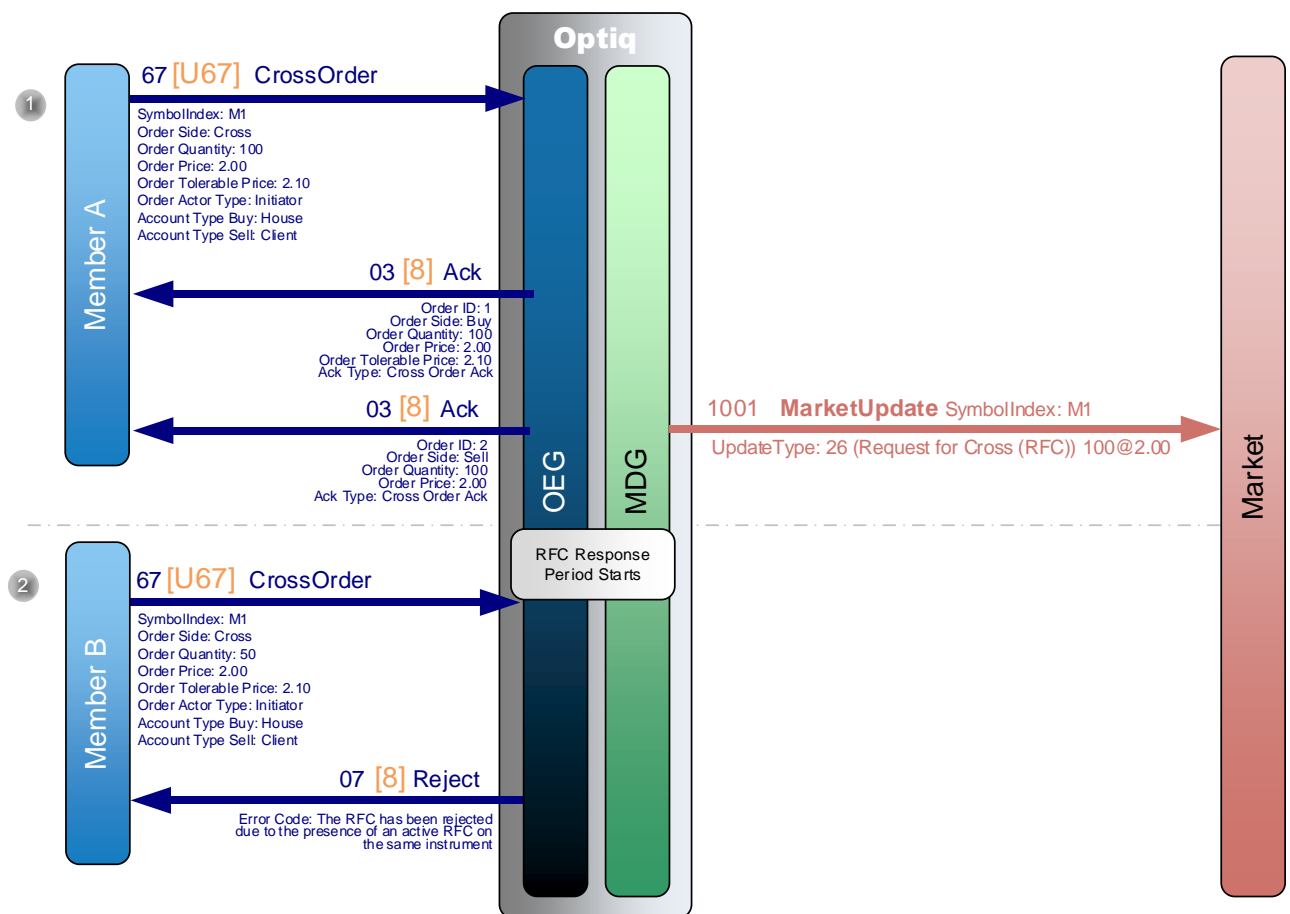 Optiq
1
67 [U67] CrossOrder
SymbolIndex: M1
Order Side: Cross
Order Quantity: 100
Order Price: 2.00
Order Tolerable Price: 2.10
Order Actor Type: Initiator
Account Type Buy: House
Account Type Sell: Client
Member A
03 [8] Ack
Order ID: 1
Order Side: Buy
Order Quantity: 100
Order Price: 2.00
Order Tolerable Price: 2.10
Ack Type: Cross Order Ack
03 [8] Ack
Order ID: 2
Order Side: Sell
Order Quantity: 100
Order Price: 2.00
Ack Type: Cross Order Ack
OEG
MDG
1001 MarketUpdate SymbolIndex: M1
UpdateType: 26 (Request for Cross (RFC)) 100@2.00
Market
RFC Response
Period Starts
2
67 [U67] CrossOrder
SymbolIndex: M1
Order Side: Cross
Order Quantity: 50
Order Price: 2.00
Order Tolerable Price: 2.10
Order Actor Type: Initiator
Account Type Buy: House
Account Type Sell: Client
Member B
07 [8] Reject
Error Code: The RFC has been rejected
due to the presence of an active RFC on
the same instrument